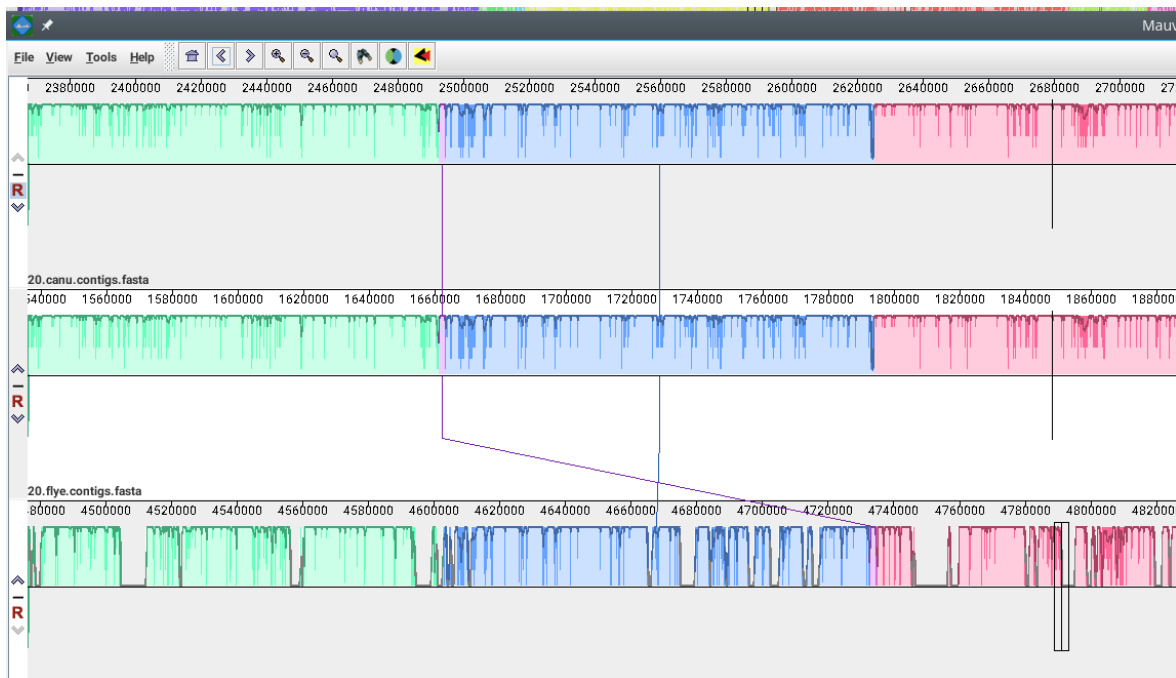 Mauv
File View Tools Help
2380000 2400000 2420000 2440000 2460000 2480000 2500000 2520000 2540000 2560000 2580000 2600000 2620000 2640000 2660000 2680000 2700000 27
R
20.canu.contigs.fasta
540000 1560000 1580000 1600000 1620000 1640000 1660000 1680000 1700000 1720000 1740000 1760000 1780000 1800000 1820000 1840000 1860000 1880000
R
20.flye.contigs.fasta
80000 4500000 4520000 4540000 4560000 4580000 4600000 4620000 4640000 4660000 4680000 4700000 4720000 4740000 4760000 4780000 4800000 4820000
R